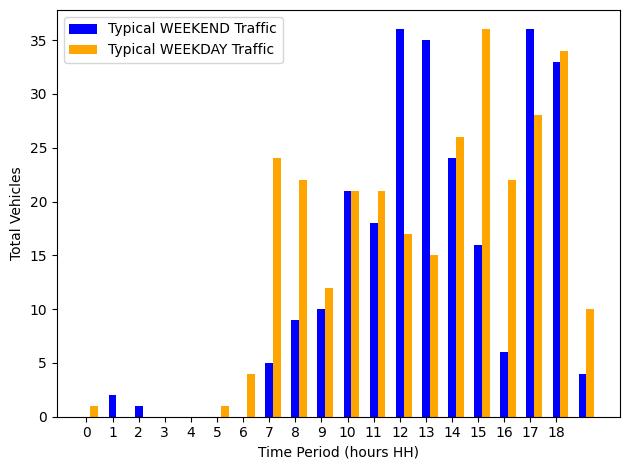 Typical WEEKEND Traffic
Typical WEEKDAY Traffic
35
30
25
20
15
10
5
0
Total Vehicles
0 1 2 3 4 5 6 7 8 9 10 11 12 13 14 15 16 17 18
Time Period (hours HH)